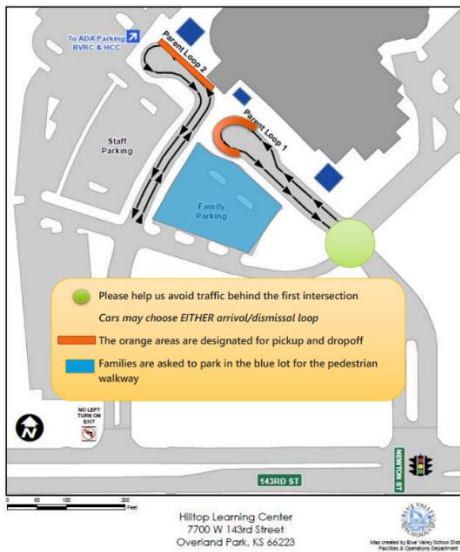 To ADA Parking
BVRC & HCC
Parent Loop 2
Parent Loop 1
Staff
Parking
Family
Parking
Please help us avoid traffic behind the first intersection
Cars may choose EITHER arrival/dismissal loop
The orange areas are designated for pickup and dropoff
Families are asked to park in the blue lot for the pedestrian
walkway
N
NO LEFT
TURN ON
EXIT
NEWTON ST
143RD ST
0
50
100
200
Feet
Hilltop Learning Center
7700 W 143rd Street
Overland Park, KS 66223
BLUE VALLEY
Map created by Blue Valley School Dist
Facilities & Operations Department